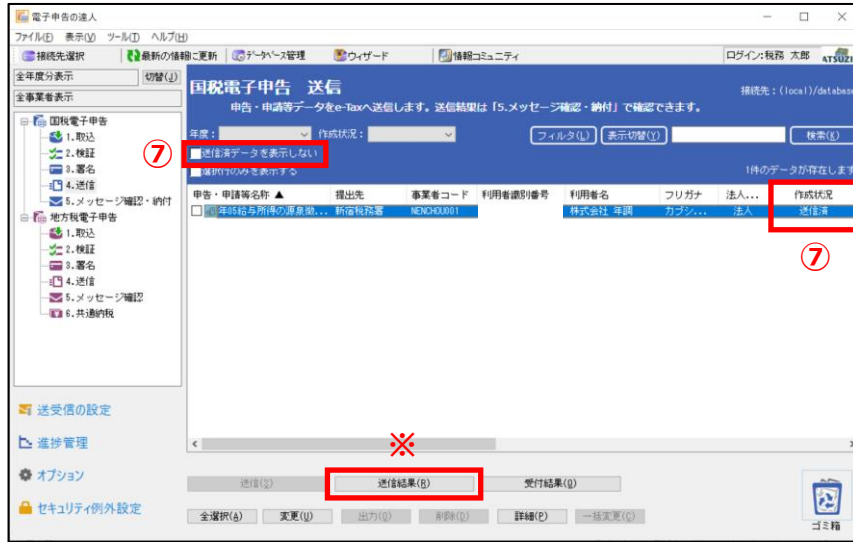 電子申告の達人
ファイル(F) 表示(V) ツール(T) ヘルプ(H)
接続先選択 最新の情報に更新 データベース管理 ウィザード 情報コミュニティ ログイン:税務 太郎
全年度分表示 切替(J)
全事業者表示
国税電子申告
1.取込
2.検証
3.署名
4.送信
5.メッセージ確認・納付
地方税電子申告
1.取込
2.検証
3.署名
4.送信
5.メッセージ確認
6.共通納税
送受信の設定
進捗管理
オプション
セキュリティ例外設定
国税電子申告 送信
接続先:(local)/database
申告・申請等データをe-Taxへ送信します。送信結果は「5.メッセージ確認・納付」で確認できます。
年度: 作成状況: フィルタ(L) 表示切替(Y) 検索(K)
⑦ 送信済データを表示しない
選択行のみを表示する
1件のデータが存在します
申告・申請等名称 ▲ 提出先 事業者コード 利用者識別番号 利用者名 フリガナ 法人... 作成状況
年05給与所得の源泉徴... 新宿税務署 NENCHOU001 株式会社 年調 カブシ... 法人 送信済
⑦
※
送信(S) 送信結果(R) 受付結果(Q)
全選択(A) 変更(U) 出力(O) 削除(D) 詳細(P) 一括変更(C)
ゴミ箱